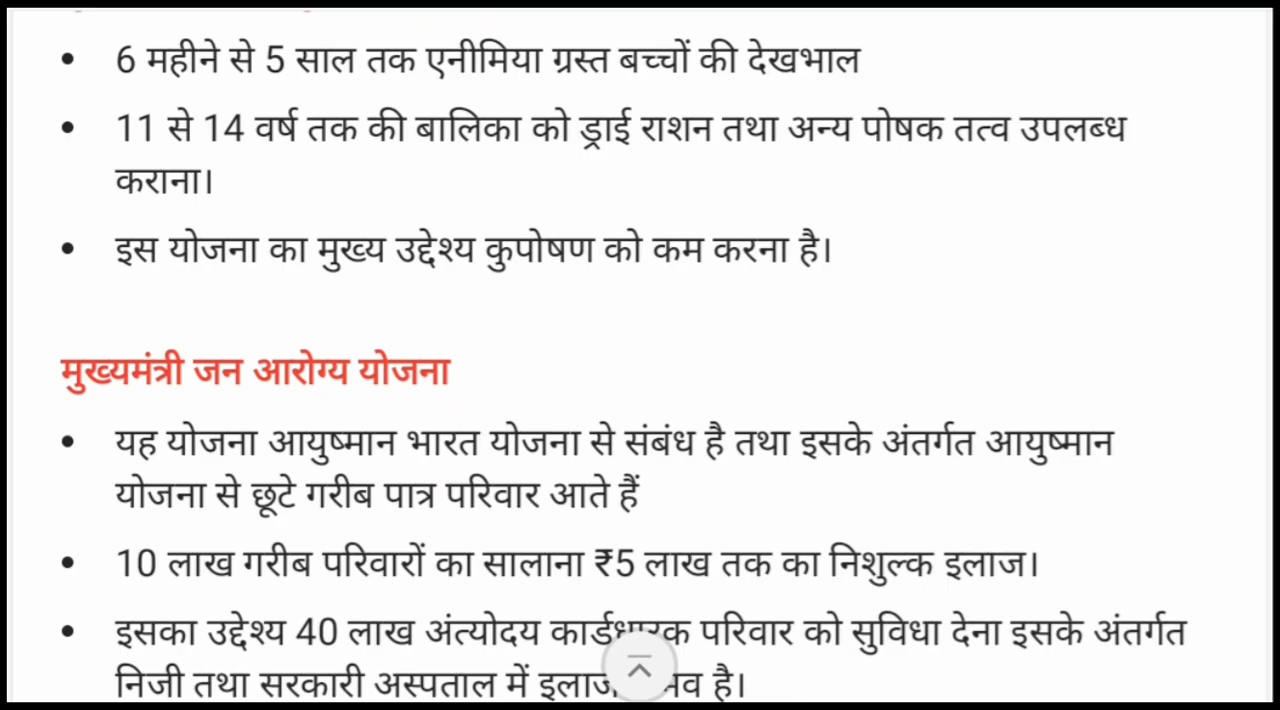 • 6 महीने से 5 साल तक एनीमिया ग्रस्त बच्चों की देखभाल
• 11 से 14 वर्ष तक की बालिका को ड्राई राशन तथा अन्य पोषक तत्व उपलब्ध
कराना।
• इस योजना का मुख्य उद्देश्य कुपोषण को कम करना है।
मुख्यमंत्री जन आरोग्य योजना
• यह योजना आयुष्मान भारत योजना से संबंध है तथा इसके अंतर्गत आयुष्मान
योजना से छूटे गरीब पात्र परिवार आते हैं
• 10 लाख गरीब परिवारों का सालाना ₹5 लाख तक का निशुल्क इलाज।
• इसका उद्देश्य 40 लाख अंत्योदय कार्डधारक परिवार को सुविधा देना इसके अंतर्गत
निजी तथा सरकारी अस्पताल में इलाज है।